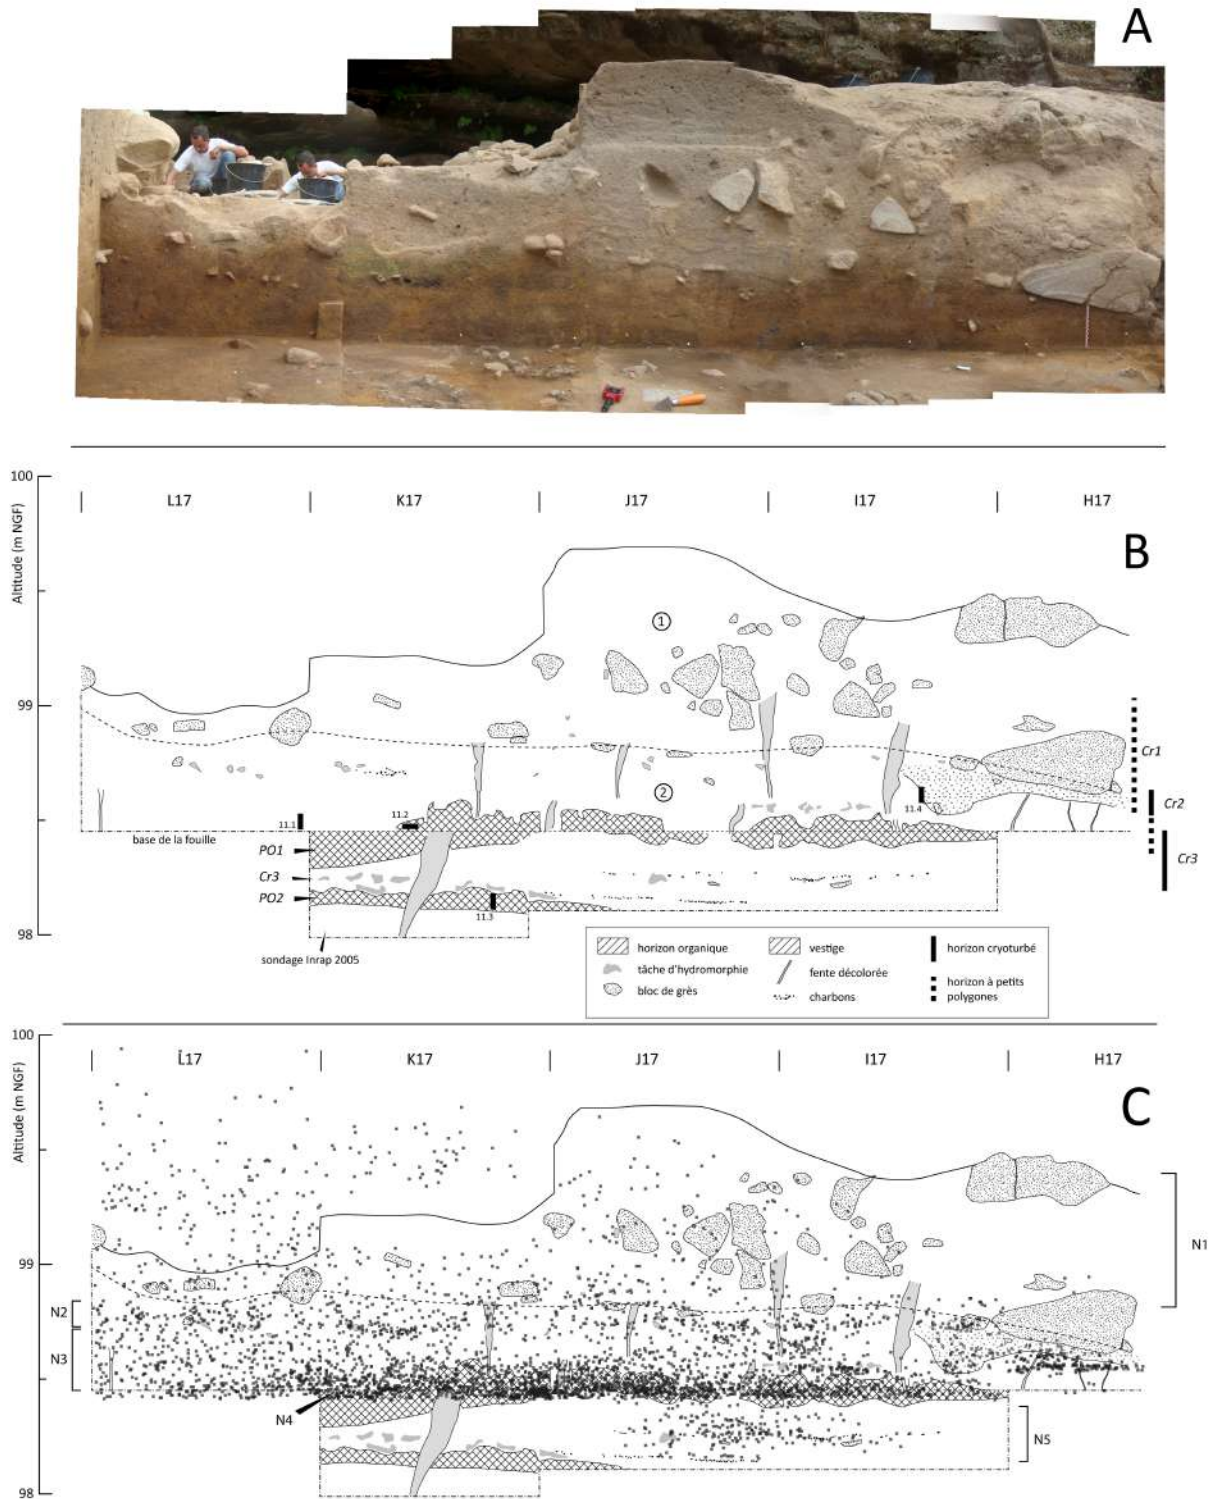 A
100
L17 K17 J17 I17 H17
B
Altitude (m NGF)
1
99
Cr1
2
11.4
Cr2
11.1
11.2
base de la fouille
PO1
Cr3
Cr3
PO2
11.3
98
sondage Inrap 2005
horizon organique
vestige
horizon cryoturbé
tâche d'hydromorphie
fente décolorée
horizon à petits
polygones
bloc de grès
charbons
100
L17 K17 J17 I17 H17
C
Altitude (m NGF)
N1
99
N2
N3
N4
N5
98